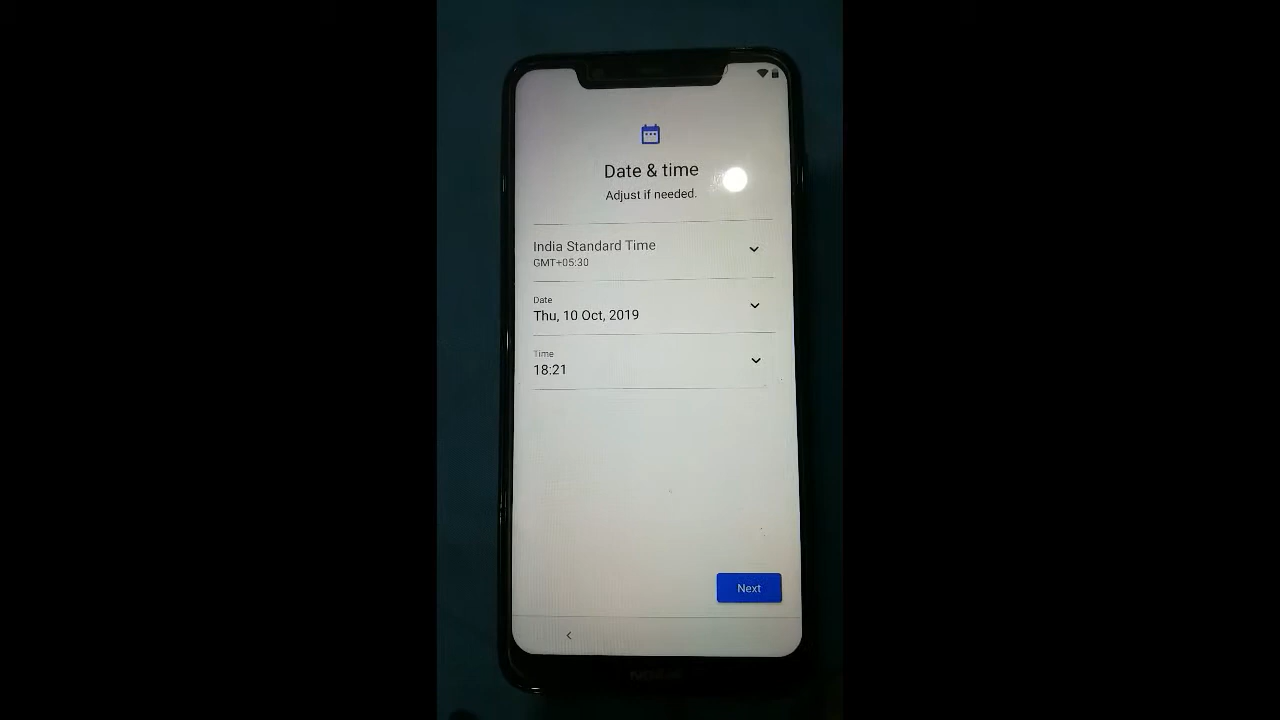 Date & time
Adjust if needed.
India Standard Time
GMT+05:30
Date
Thu, 10 Oct, 2019
Time
18:21
Next
NOKIA